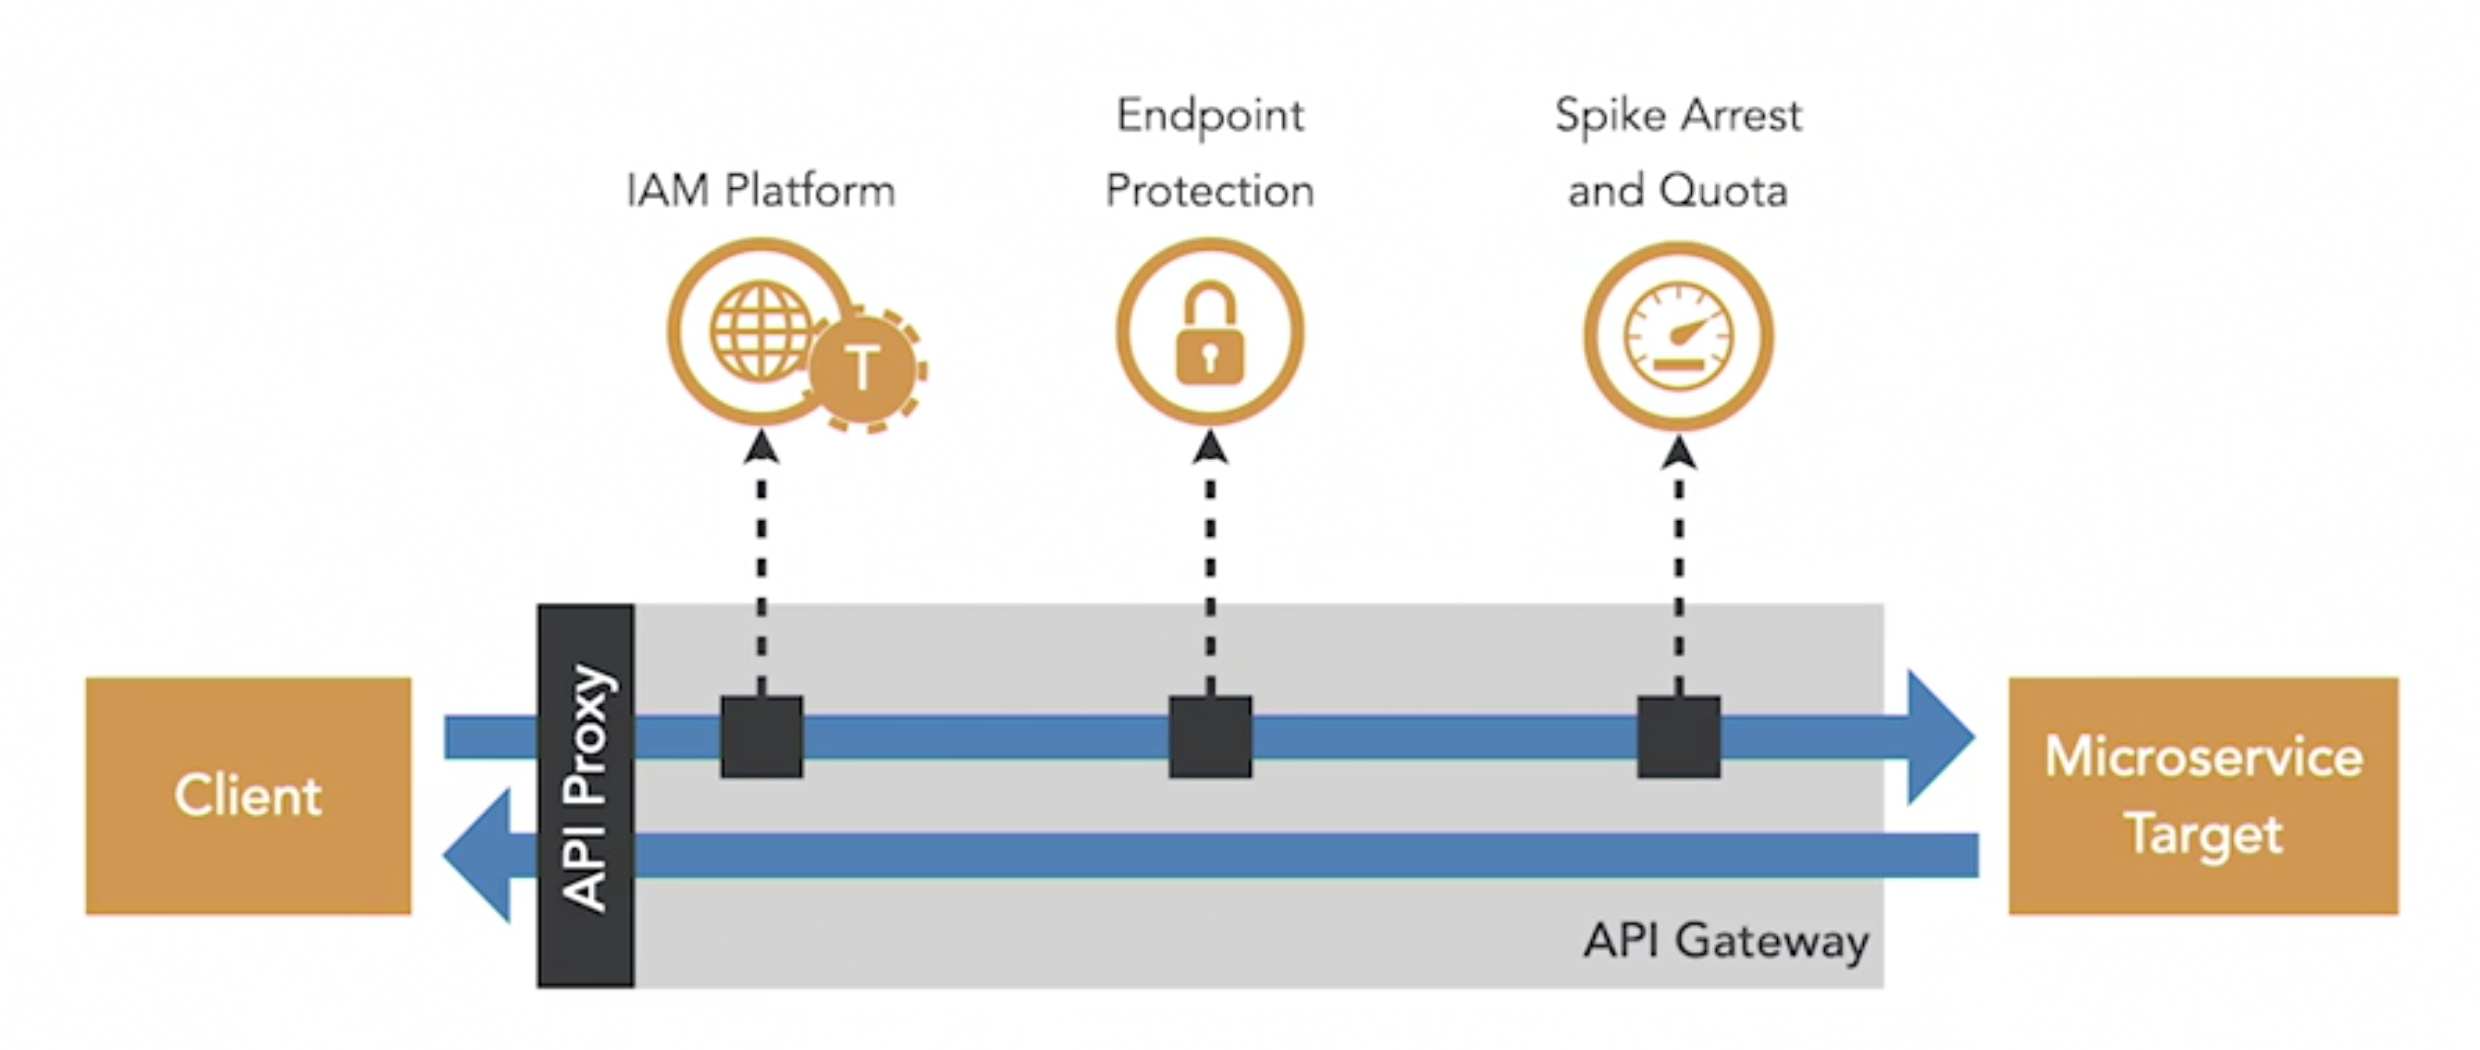 IAM Platform
Endpoint
Protection
Spike Arrest
and Quota
T
Client
API Proxy
Microservice
Target
API Gateway